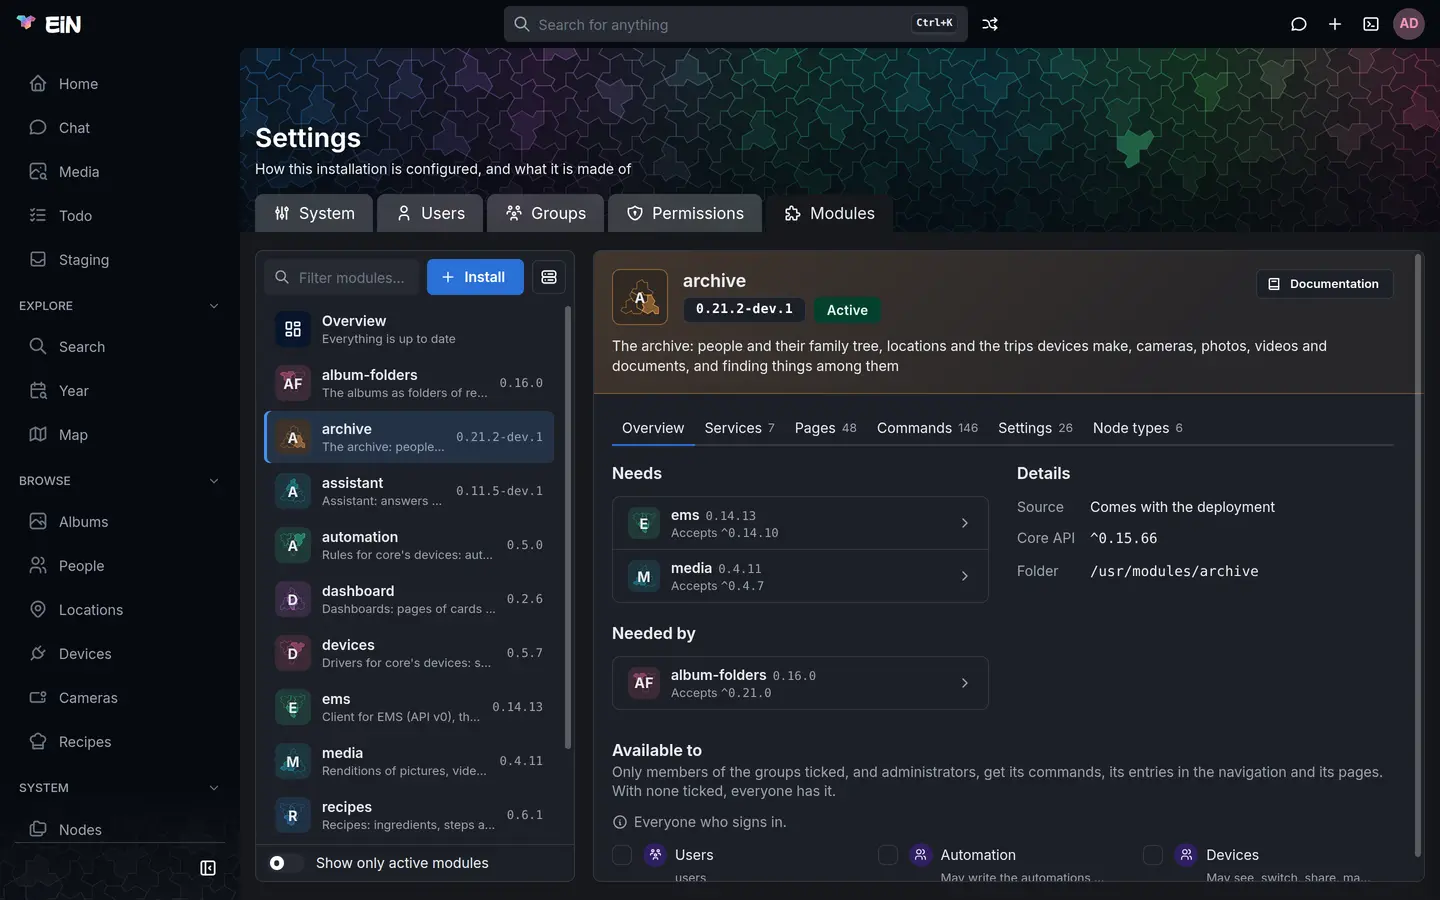 EIN
Search for anything
Ctrl+K
AD
Home
Chat
Media
Todo
Staging
EXPLORE
Search
Year
Map
BROWSE
Albums
People
Locations
Devices
Cameras
Recipes
SYSTEM
Nodes
Settings
How this installation is configured, and what it is made of
System
Users
Groups
Permissions
Modules
Filter modules...
Install
Overview
Everything is up to date
AF
album-folders
The albums as folders of re...
0.16.0
A
archive
The archive: people...
0.21.2-dev.1
A
assistant
Assistant: answers ...
0.11.5-dev.1
A
automation
Rules for core's devices: aut...
0.5.0
D
dashboard
Dashboards: pages of cards ...
0.2.6
D
devices
Drivers for core's devices: s...
0.5.7
E
ems
Client for EMS (API v0), th...
0.14.13
M
media
Renditions of pictures, vide...
0.4.11
R
recipes
Recipes: ingredients, steps a...
0.6.1
Show only active modules
A
archive
0.21.2-dev.1
Active
Documentation
The archive: people and their family tree, locations and the trips devices make, cameras, photos, videos and
documents, and finding things among them
Overview
Services 7
Pages 48
Commands 146
Settings 26
Node types 6
Needs
E
ems 0.14.13
Accepts ^0.14.10
M
media 0.4.11
Accepts ^0.4.7
Needed by
AF
album-folders 0.16.0
Accepts ^0.21.0
Details
Source Comes with the deployment
Core API ^0.15.66
Folder /usr/modules/archive
Available to
Only members of the groups ticked, and administrators, get its commands, its entries in the navigation and its pages.
With none ticked, everyone has it.
Everyone who signs in.
Users
users
Automation
May write the automations ...
Devices
May see, switch, share, ma...